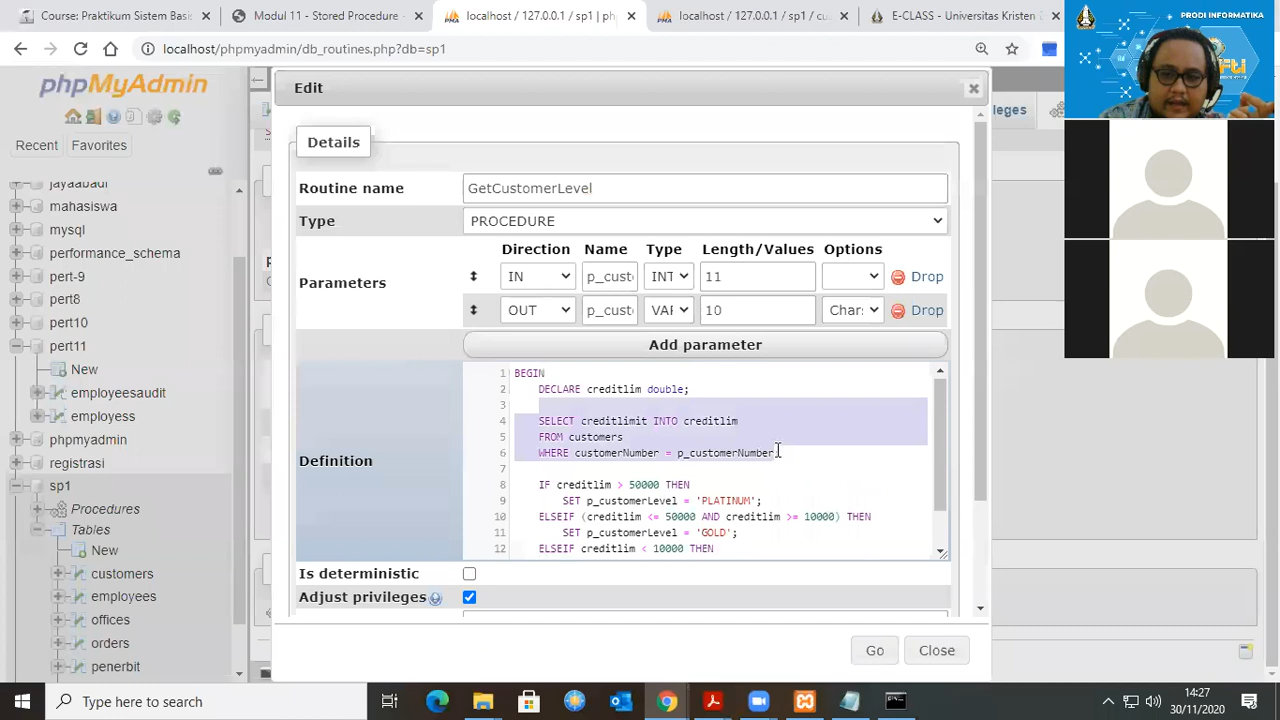 Course: Praktikum Sistem Basis
Modul 11 - Stored Procedure -
localhost / 127.0.0.1 / sp1 | ph
localhost / 127.0.0.1 / sp1 / cu
E-CLASS - Universitas Kristen D
localhost/phpmyadmin/db_routines.php?db=sp1
PRODI INFORMATIKA
phpMyAdmin
Recent
Favorites
jayaabadi
mahasiswa
mysql
performance_schema
pert-9
pert8
pert10
pert11
New
employeesaudit
employess
phpmyadmin
registrasi
sp1
Procedures
Tables
New
customers
employees
offices
orders
penerbit
Edit
leges
Details
Routine name
GetCustomerLevel
Type
PROCEDURE
Direction Name Type Length/Values Options
Parameters
IN p_cust INT 11 Drop
OUT p_cust VAR 10 Char Drop
Add parameter
Definition
1 BEGIN
2 DECLARE creditlim double;
3
4 SELECT creditlimit INTO creditlim
5 FROM customers
6 WHERE customerNumber = p_customerNumber
7
8 IF creditlim > 50000 THEN
9 SET p_customerLevel = 'PLATINUM';
10 ELSEIF (creditlim <= 50000 AND creditlim >= 10000) THEN
11 SET p_customerLevel = 'GOLD';
12 ELSEIF creditlim < 10000 THEN
Is deterministic
Adjust privileges
Go
Close
Type here to search
14:27
30/11/2020